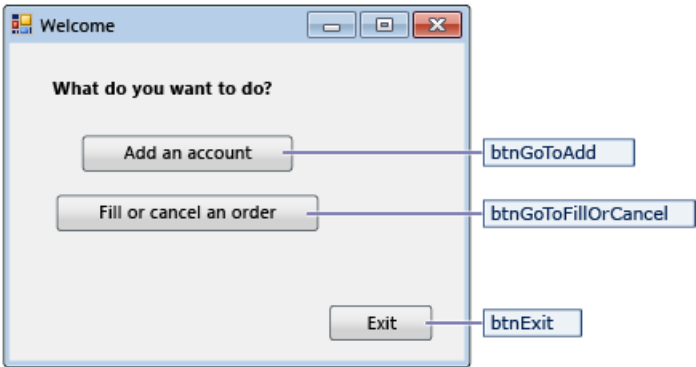 Welcome
What do you want to do?
Add an account
btnGoToAdd
Fill or cancel an order
btnGoToFillOrCancel
Exit
btnExit